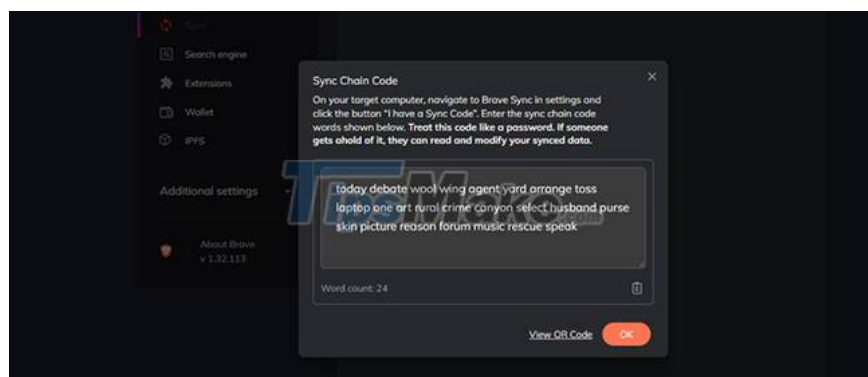 Sync
Search engine
Extensions
Wallet
IPFS
Additional settings
About Brave
v 1.32.113
Sync Chain Code
On your target computer, navigate to Brave Sync in settings and
click the button "I have a Sync Code". Enter the sync chain code
words shown below. Treat this code like a password. If someone
gets ahold of it, they can read and modify your synced data.
today debate wool wing agent yard arrange toss
laptop one art rural crime canyon select husband purse
skin picture reason forum music rescue speak
TipsMake.com
Word count: 24
View QR Code
OK